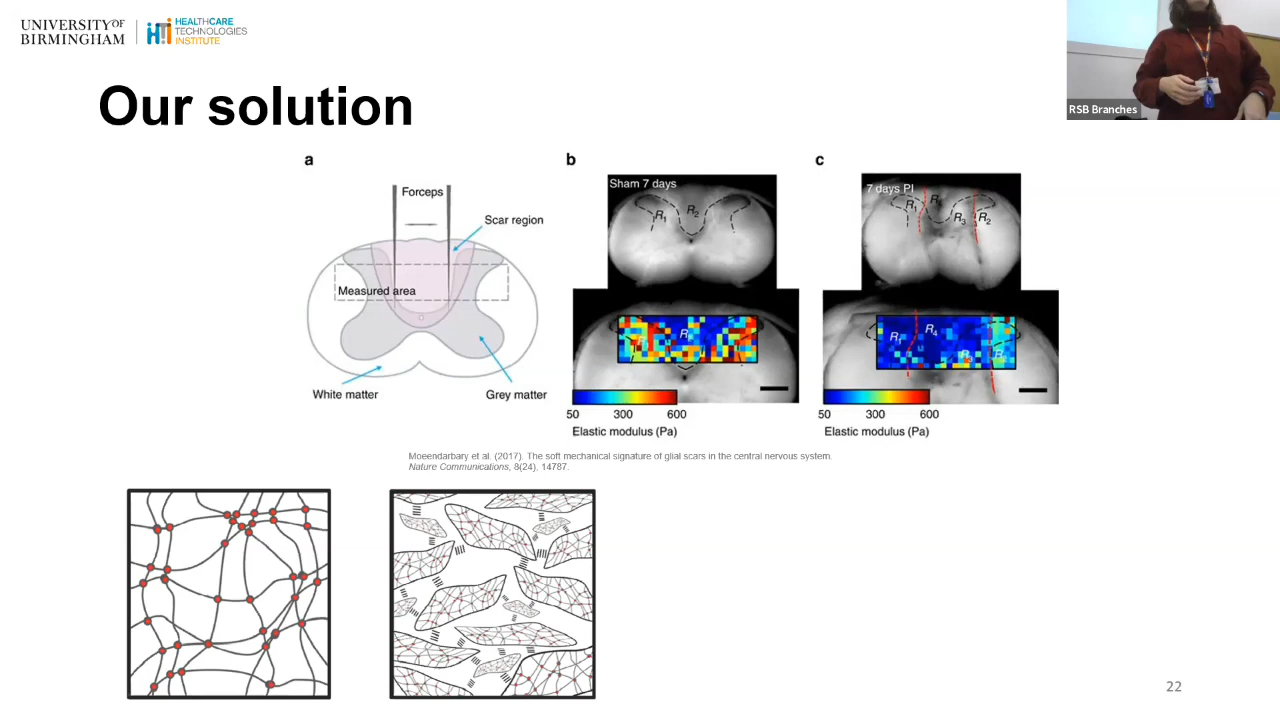 UNIVERSITY OF
BIRMINGHAM
HEALTHCARE
TECHNOLOGIES
INSTITUTE
RSB Branches
Our solution
a
Forceps
Scar region
Measured area
White matter
Grey matter
b
Sham 7 days
R1
R2
R
50 300 600
Elastic modulus (Pa)
c
7 days PI
R1
R3
R2
R1
R4
50 300 600
Elastic modulus (Pa)
Moeendarbary et al. (2017). The soft mechanical signature of glial scars in the central nervous system.
Nature Communications, 8(24), 14787.
22